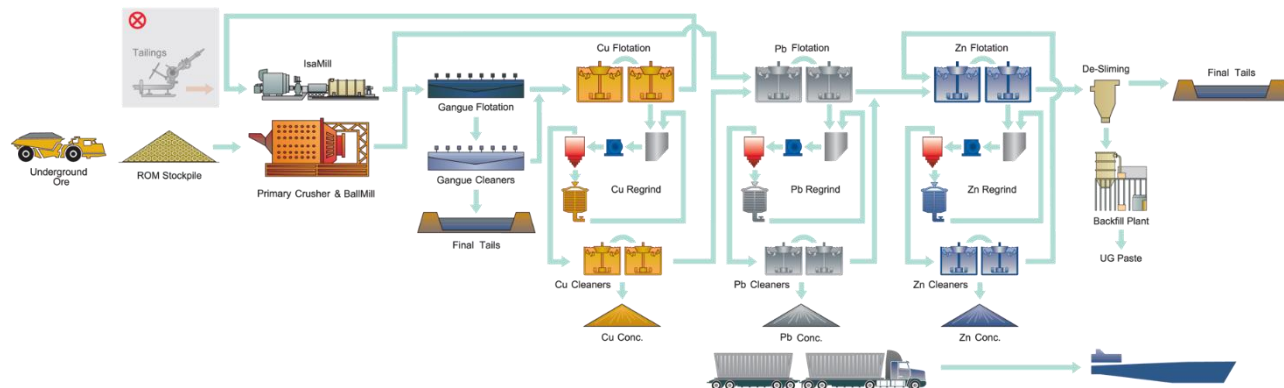 Tailings
IsaMill
Cu Flotation
Pb Flotation
Zn Flotation
De-Sliming
Final Tails
Gangue Flotation
Underground
Ore
ROM Stockpile
Primary Crusher & BallMill
Gangue Cleaners
Cu Regrind
Pb Regrind
Zn Regrind
Backfill Plant
Final Tails
UG Paste
Cu Cleaners
Pb Cleaners
Zn Cleaners
Cu Conc.
Pb Conc.
Zn Conc.